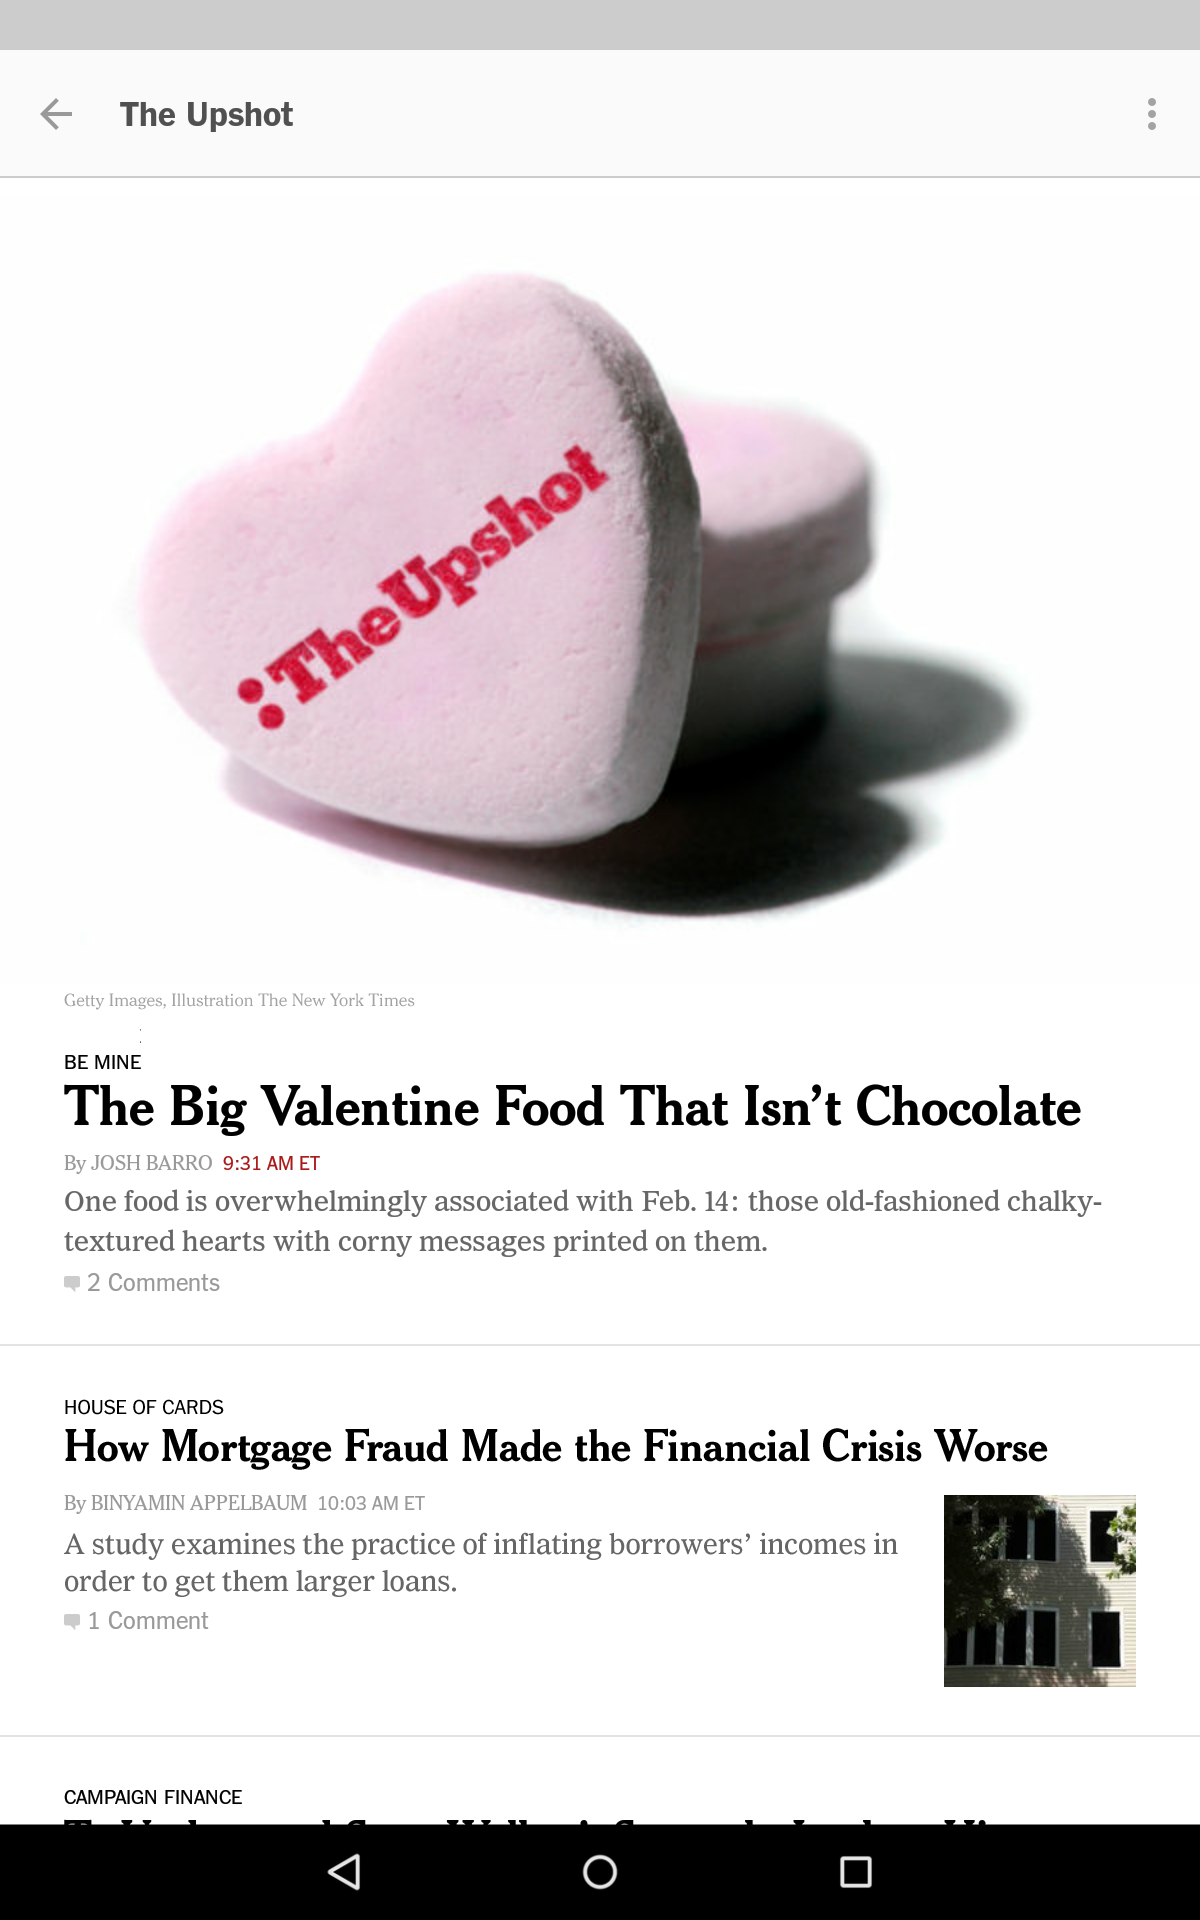 The Upshot
:TheUpshot
Getty Images, Illustration The New York Times
BE MINE
The Big Valentine Food That Isn’t Chocolate
By JOSH BARRO 9:31 AM ET
One food is overwhelmingly associated with Feb. 14: those old-fashioned chalky-
textured hearts with corny messages printed on them.
2 Comments
HOUSE OF CARDS
How Mortgage Fraud Made the Financial Crisis Worse
By BINYAMIN APPELBAUM 10:03 AM ET
A study examines the practice of inflating borrowers’ incomes in
order to get them larger loans.
1 Comment
CAMPAIGN FINANCE